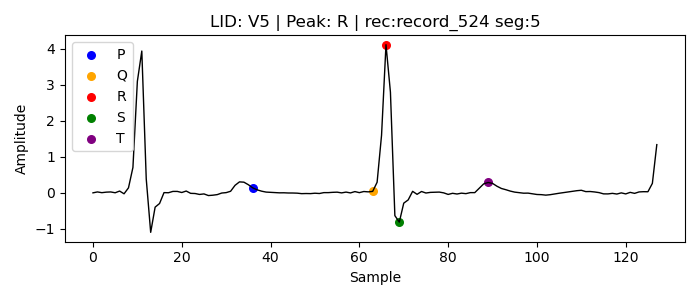 LID: V5 | Peak: R | rec:record_524 seg:5
P
Q
R
S
T
Amplitude
4
3
2
1
0
−1
0 20 40 60 80 100 120
Sample